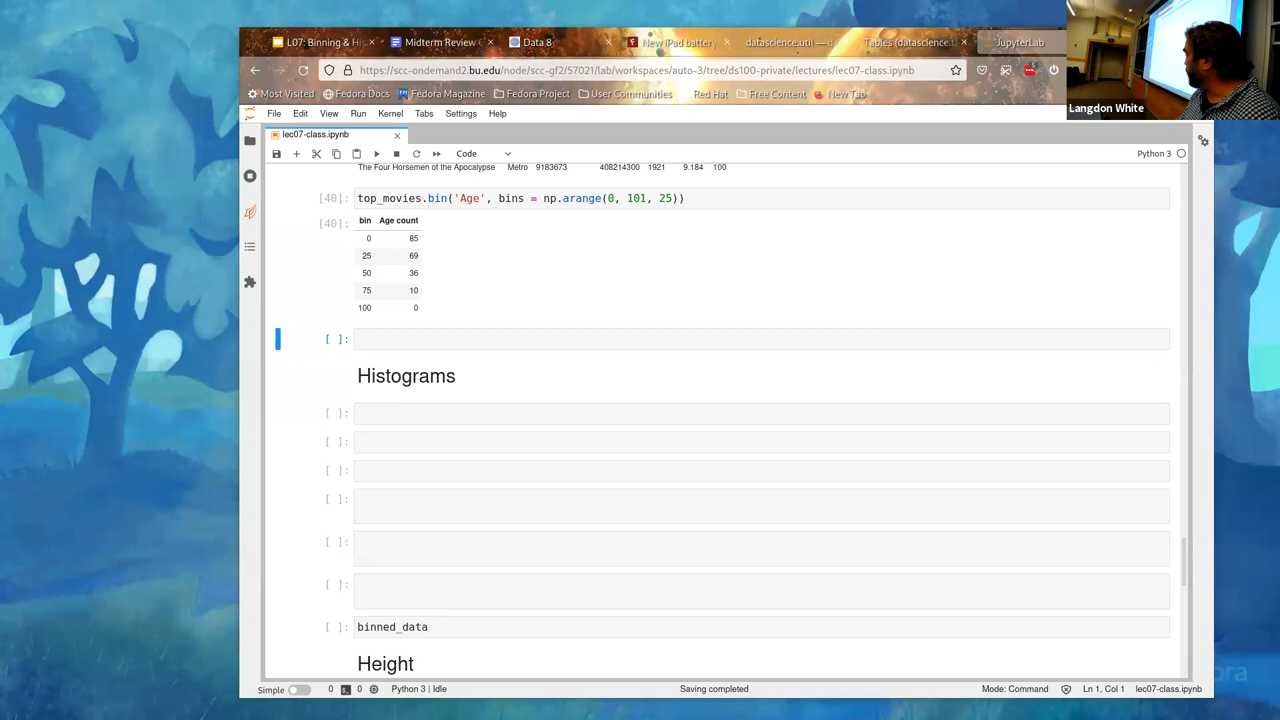 L07: Binning & Hi
Midterm Review
Data 8
New iPad battery
datascience.util — da
Tables (datascience.t
JupyterLab
https://scc-ondemand2.bu.edu/node/scc-gf2/57021/lab/workspaces/auto-3/tree/ds100-private/lectures/lec07-class.ipynb
Most Visited Fedora Docs Fedora Magazine Fedora Project User Communities Red Hat Free Content New Tab
Langdon White
File Edit View Run Kernel Tabs Settings Help
lec07-class.ipynb
Code
Python 3
The Four Horsemen of the Apocalypse Metro 9183673 408214300 1921 9.184 100
[40]: top_movies.bin('Age', bins = np.arange(0, 101, 25))
[40]: bin Age count
0 85
25 69
50 36
75 10
100 0
[ ]:
Histograms
[ ]:
[ ]:
[ ]:
[ ]:
[ ]:
[ ]:
[ ]: binned_data
Height
Simple 0 0 Python 3 | Idle Saving completed Mode: Command Ln 1, Col 1 lec07-class.ipynb